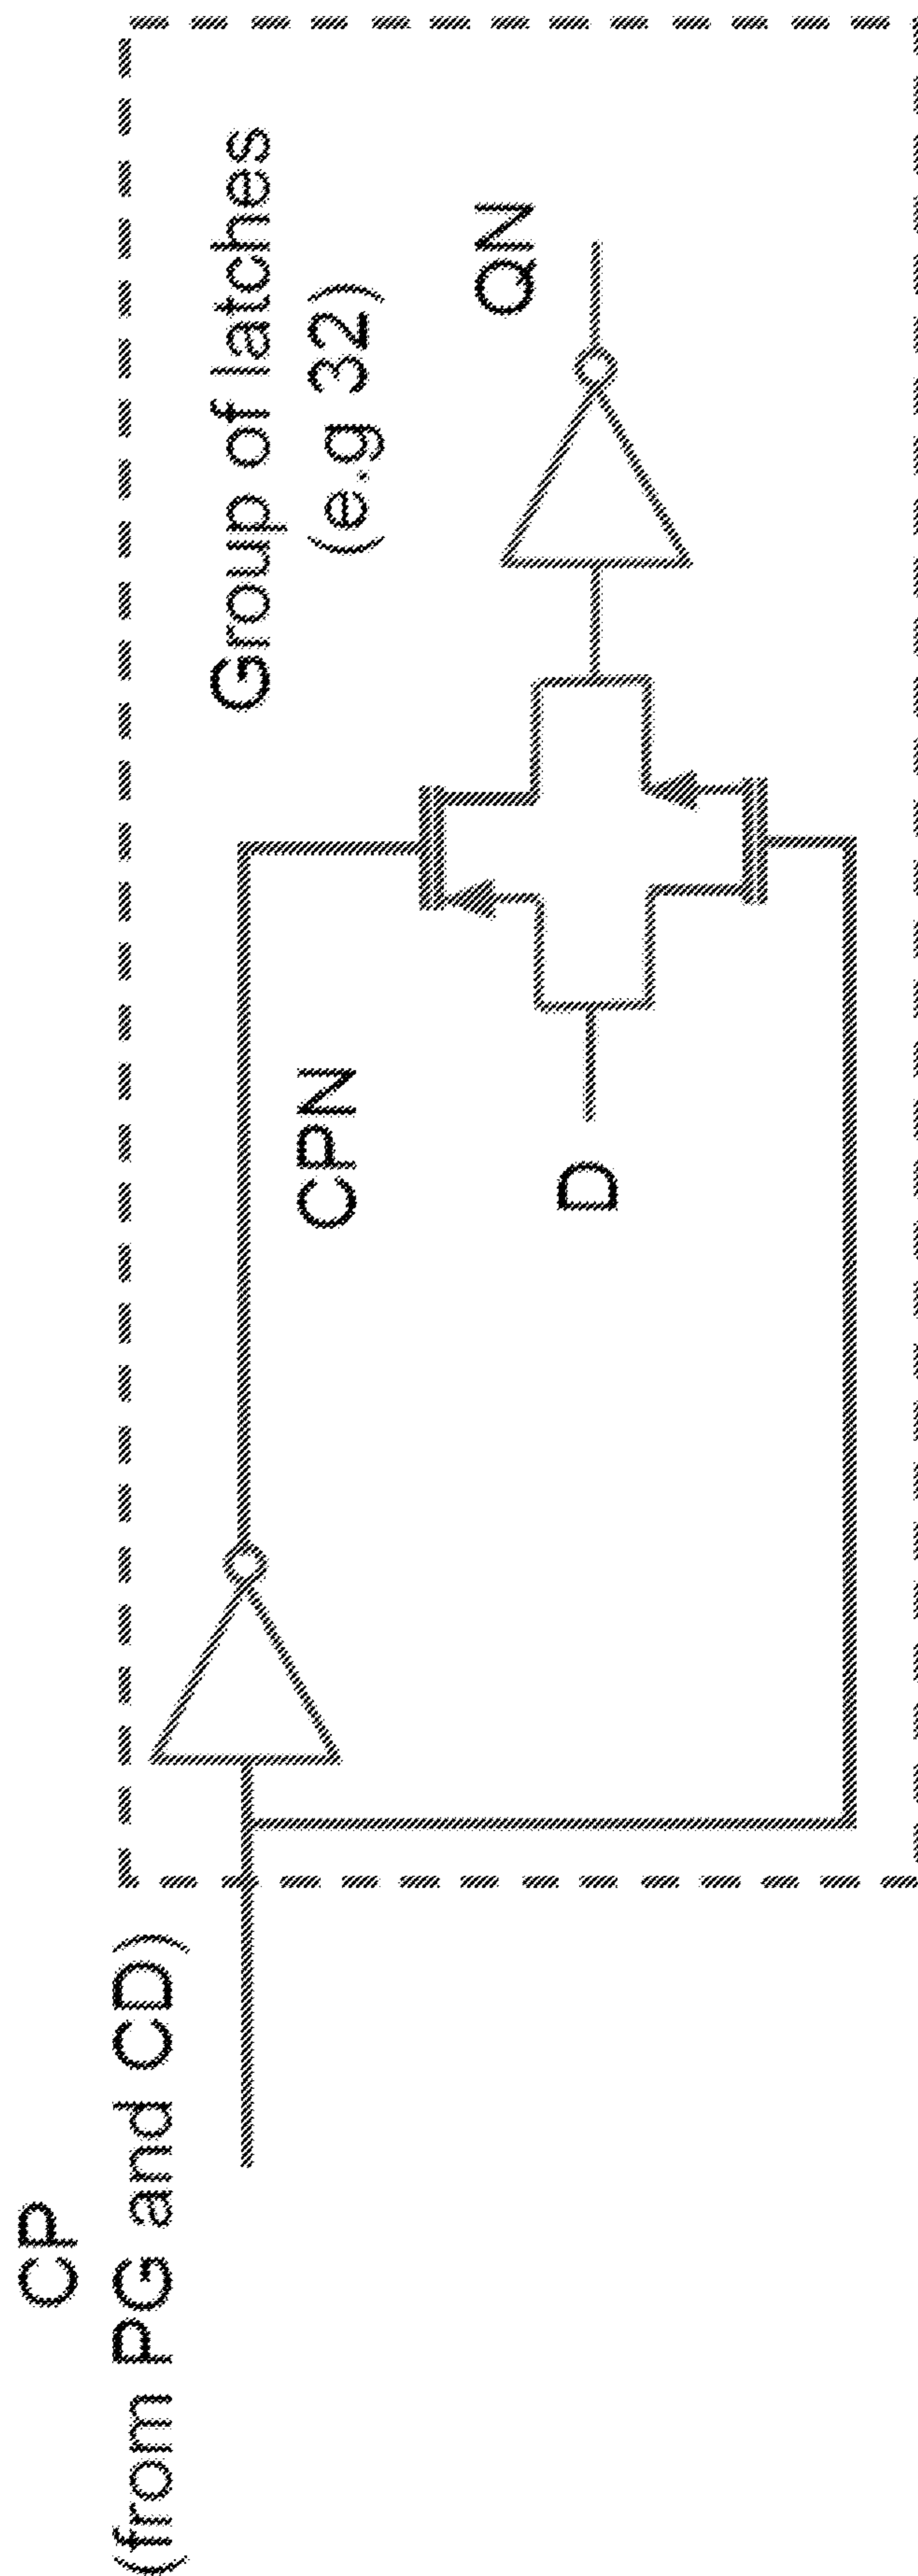 CP
(from PG and CD)
Group of latches
(e.g 32)
CPN
D
QN